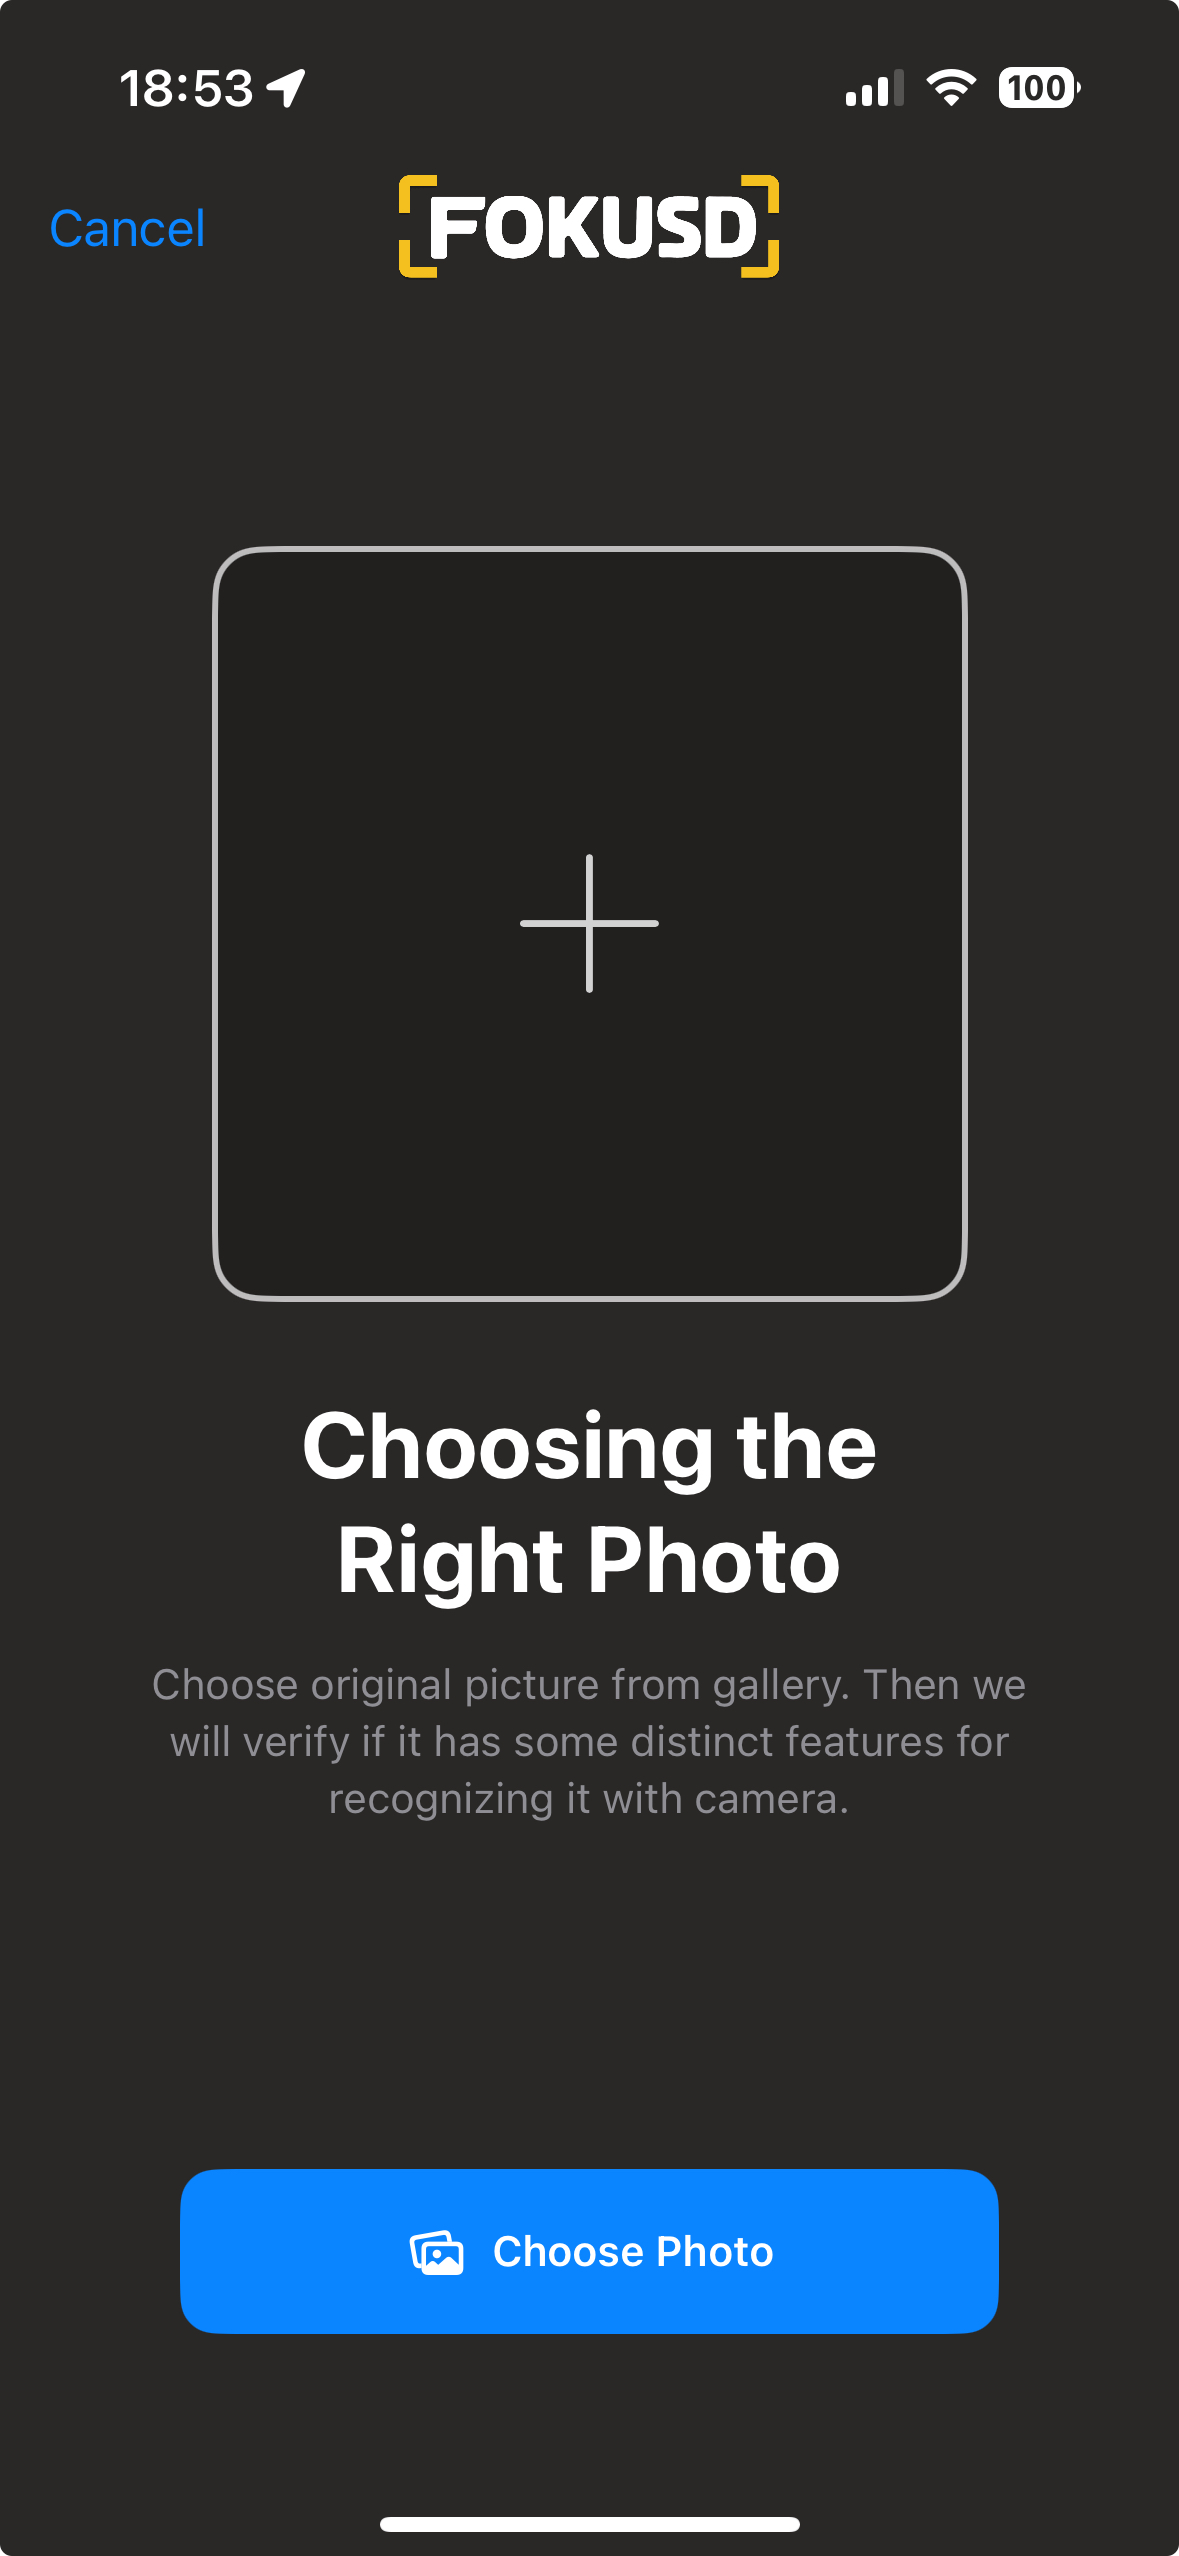 18:53
100
Cancel
FOKUSD
Choosing the
Right Photo
Choose original picture from gallery. Then we
will verify if it has some distinct features for
recognizing it with camera.
Choose Photo